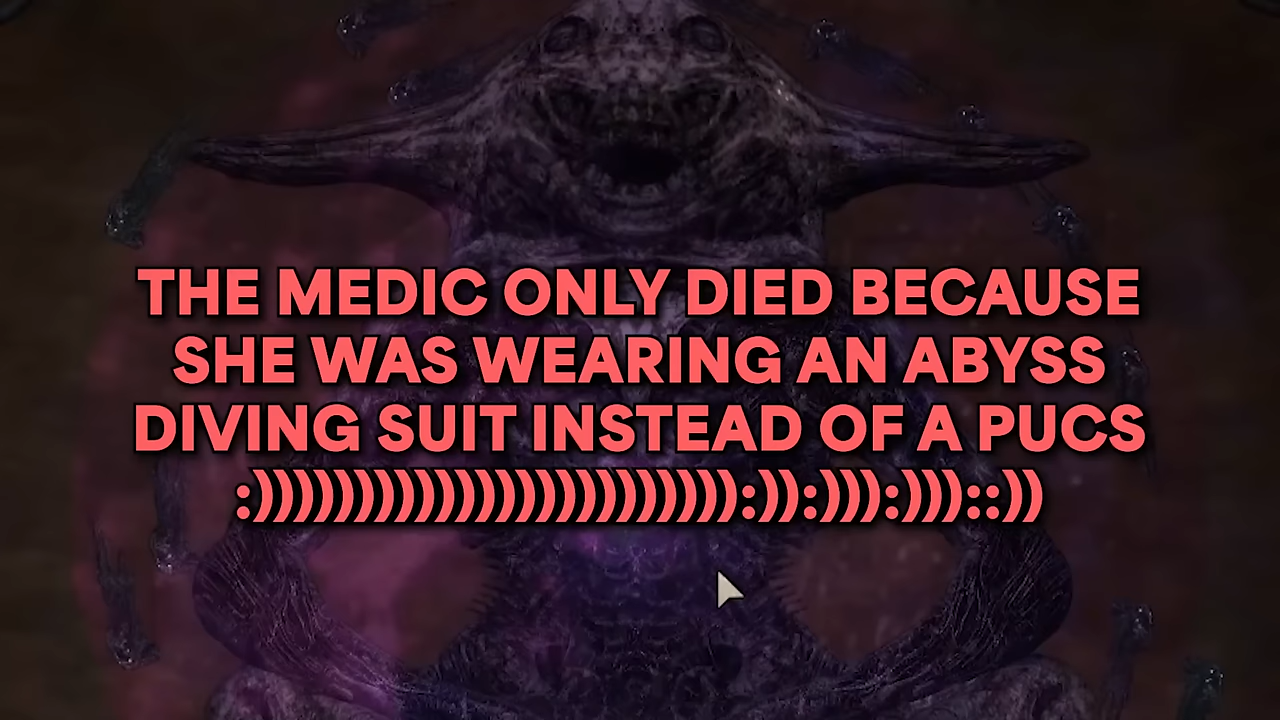 THE MEDIC ONLY DIED BECAUSE
SHE WAS WEARING AN ABYSS
DIVING SUIT INSTEAD OF A PUCS
:))))))))))))))))))))))))):)):))):)))::))